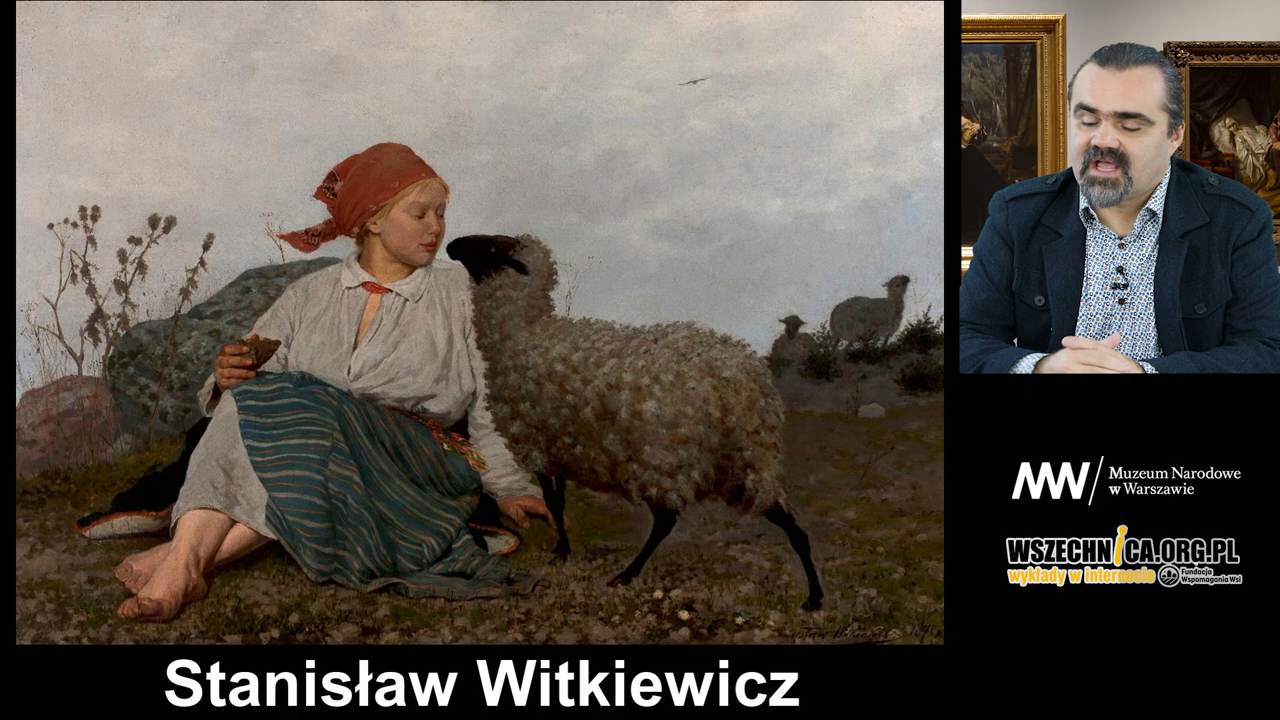 Stanisław Witkiewicz
Muzeum Narodowe
w Warszawie
WSZECHNICA.ORG.PL
wykłady w internecie
Fundacja
Wspomagania Wsi